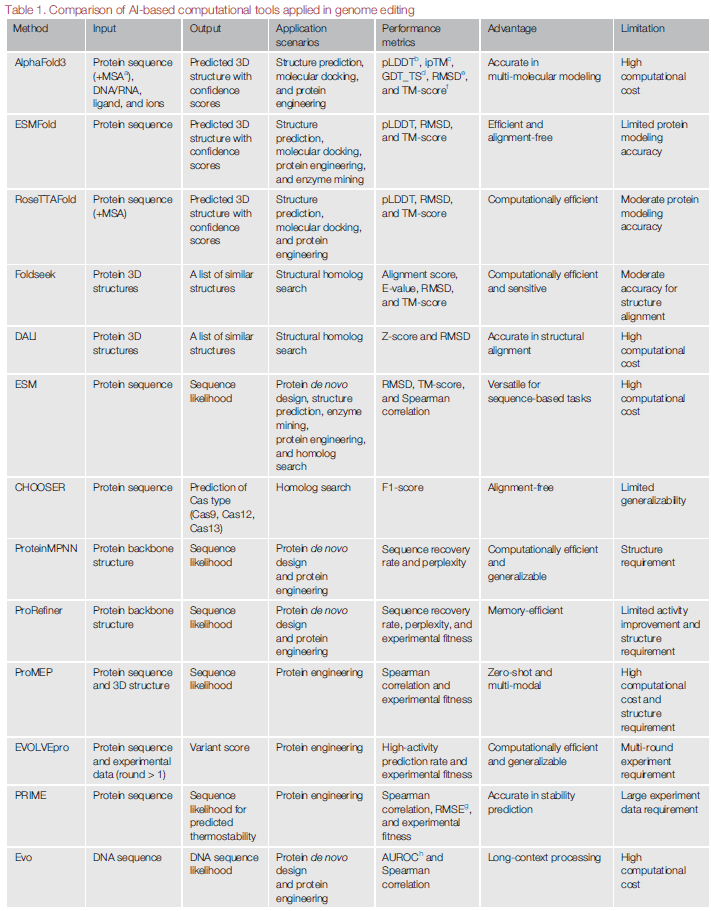 Table 1. Comparison of AI-based computational tools applied in genome editing
Method Input Output Application scenarios Performance metrics Advantage Limitation
AlphaFold3 Protein sequence (+MSAa), DNA/RNA, ligand, and ions Predicted 3D structure with confidence scores Structure prediction, molecular docking, and protein engineering pLDDTb, ipTMc, GDT_TSd, RMSDe, and TM-scoref Accurate in multi-molecular modeling High computational cost
ESMFold Protein sequence Predicted 3D structure with confidence scores Structure prediction, molecular docking, protein engineering, and enzyme mining pLDDT, RMSD, and TM-score Efficient and alignment-free Limited protein modeling accuracy
RoseTTAFold Protein sequence (+MSA) Predicted 3D structure with confidence scores Structure prediction, molecular docking, and protein engineering pLDDT, RMSD, and TM-score Computationally efficient Moderate protein modeling accuracy
Foldseek Protein 3D structures A list of similar structures Structural homolog search Alignment score, E-value, RMSD, and TM-score Computationally efficient and sensitive Moderate accuracy for structure alignment
DALI Protein 3D structures A list of similar structures Structural homolog search Z-score and RMSD Accurate in structural alignment High computational cost
ESM Protein sequence Sequence likelihood Protein de novo design, structure prediction, enzyme mining, protein engineering, and homolog search RMSD, TM-score, and Spearman correlation Versatile for sequence-based tasks High computational cost
CHOOSER Protein sequence Prediction of Cas type (Cas9, Cas12, Cas13) Homolog search F1-score Alignment-free Limited generalizability
ProteinMPNN Protein backbone structure Sequence likelihood Protein de novo design and protein engineering Sequence recovery rate and perplexity Computationally efficient and generalizable Structure requirement
ProRefiner Protein backbone structure Sequence likelihood Protein de novo design and protein engineering Sequence recovery rate, perplexity, and experimental fitness Memory-efficient Limited activity improvement and structure requirement
ProMEP Protein sequence and 3D structure Sequence likelihood Protein engineering Spearman correlation and experimental fitness Zero-shot and multi-modal High computational cost and structure requirement
EVOLVEpro Protein sequence and experimental data (round > 1) Variant score Protein engineering High-activity prediction rate and experimental fitness Computationally efficient and generalizable Multi-round experiment requirement
PRIME Protein sequence Sequence likelihood for predicted thermostability Protein engineering Spearman correlation, RMSEg, and experimental fitness Accurate in stability prediction Large experiment data requirement
Evo DNA sequence DNA sequence likelihood Protein de novo design and protein engineering AUROCh and Spearman correlation Long-context processing High computational cost